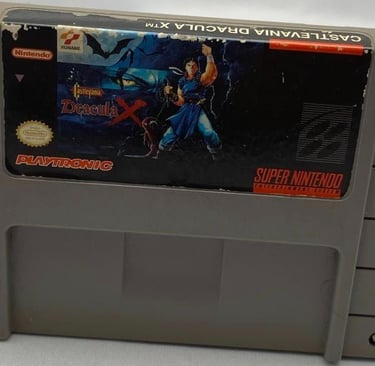 CASTLEVANIA DRACULA X™
KONAMI
Nintendo
Castlevania
Dracula X
PLAYTRONIC
SUPER NINTENDO
ENTERTAINMENT SYSTEM